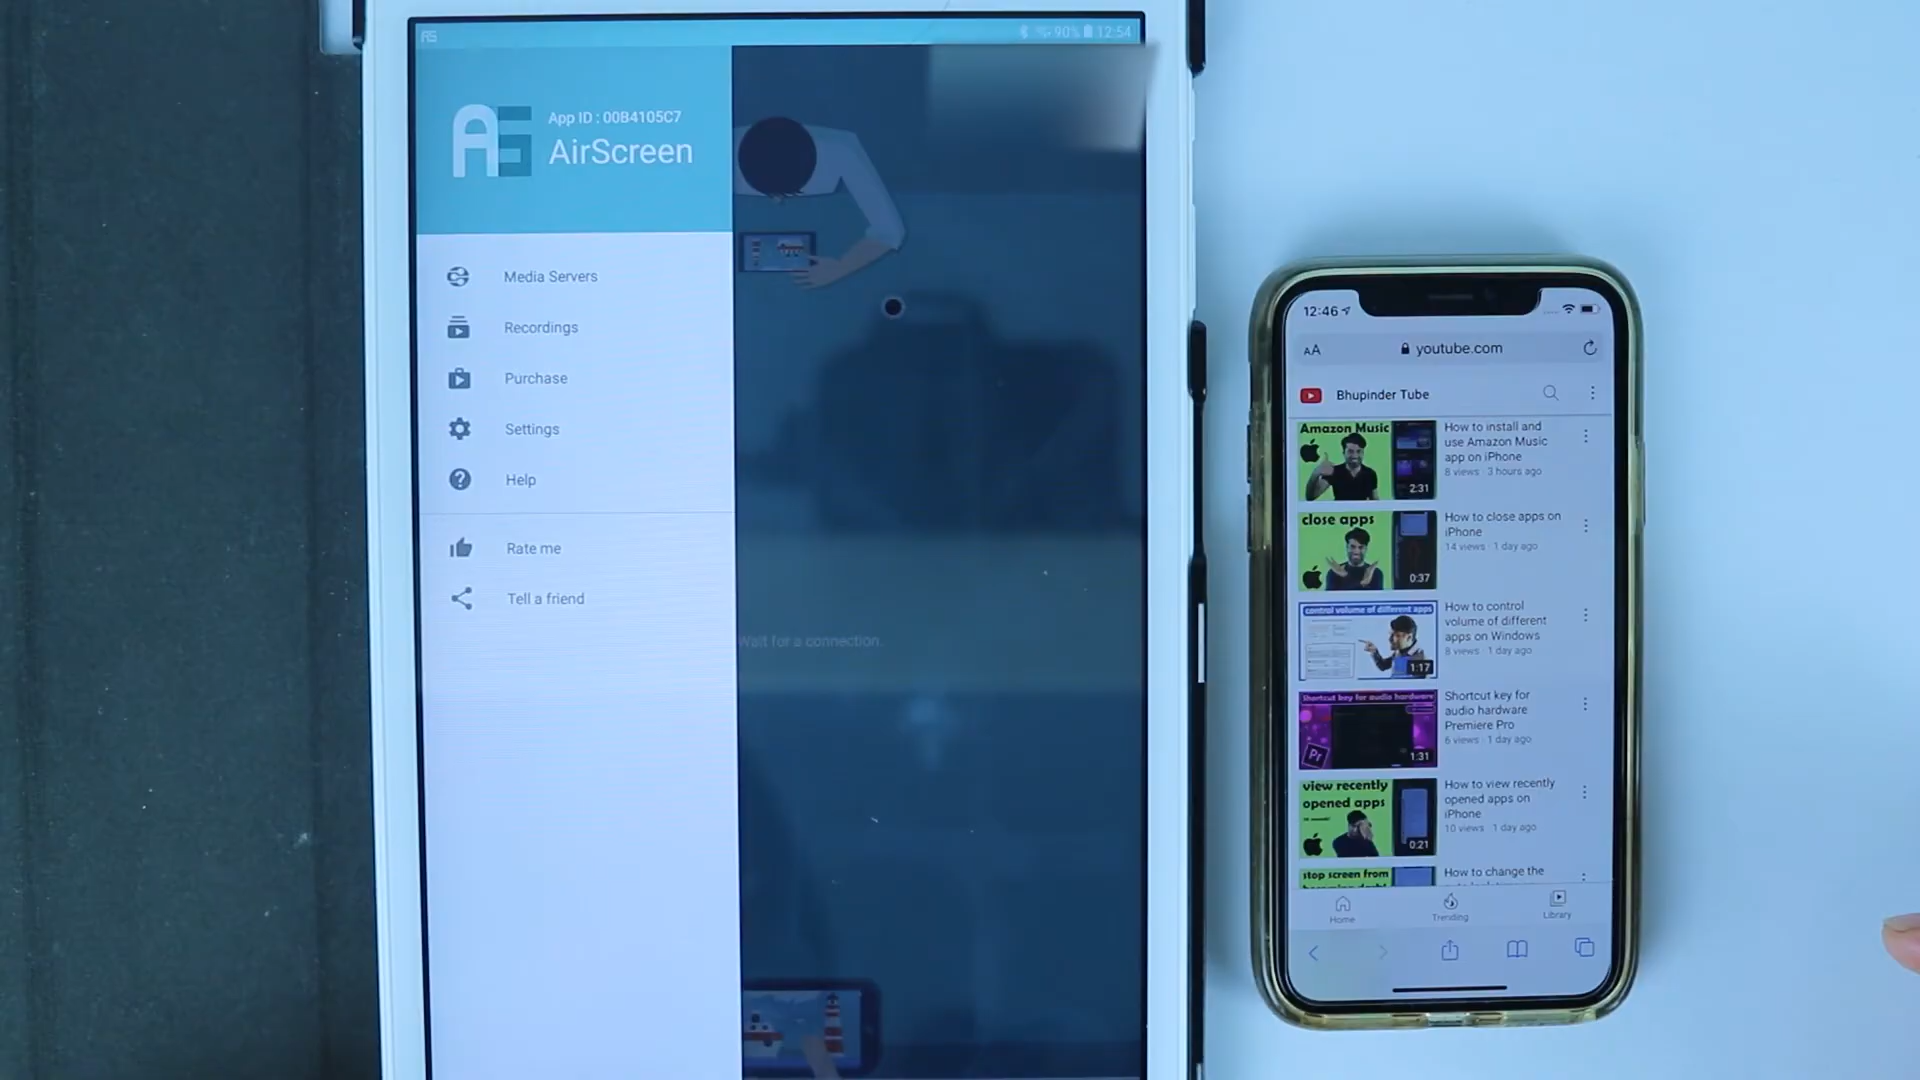 AS
90% 12:54
AS
App ID : 00B4105C7
AirScreen
Media Servers
Recordings
Purchase
Settings
Help
Rate me
Tell a friend
Wait for a connection.
12:46
AA
youtube.com
Bhupinder Tube
Amazon Music
2:31
How to install and
use Amazon Music
app on iPhone
8 views · 3 hours ago
close apps
0:37
How to close apps on
iPhone
14 views · 1 day ago
control volume of different apps
1:17
How to control
volume of different
apps on Windows
8 views · 1 day ago
Shortcut key for audio hardware
Pr
1:31
Shortcut key for
audio hardware
Premiere Pro
6 views · 1 day ago
view recently
opened apps
0:21
How to view recently
opened apps on
iPhone
10 views · 1 day ago
stop screen from
How to change the
Home
Trending
Library